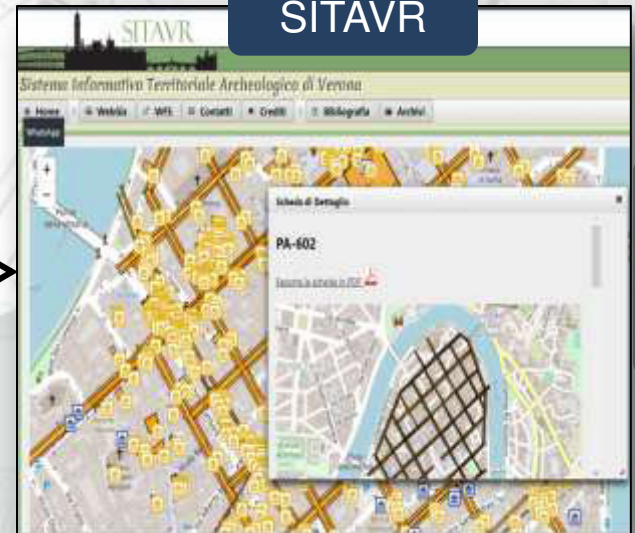 SITAVR
SITAVR
Sistema Informativo Territoriale Archeologico di Verona
Home WebGis WFE Contatti Crediti Bibliografia Archivi
+
-
Scheda di Dettaglio
PA-602